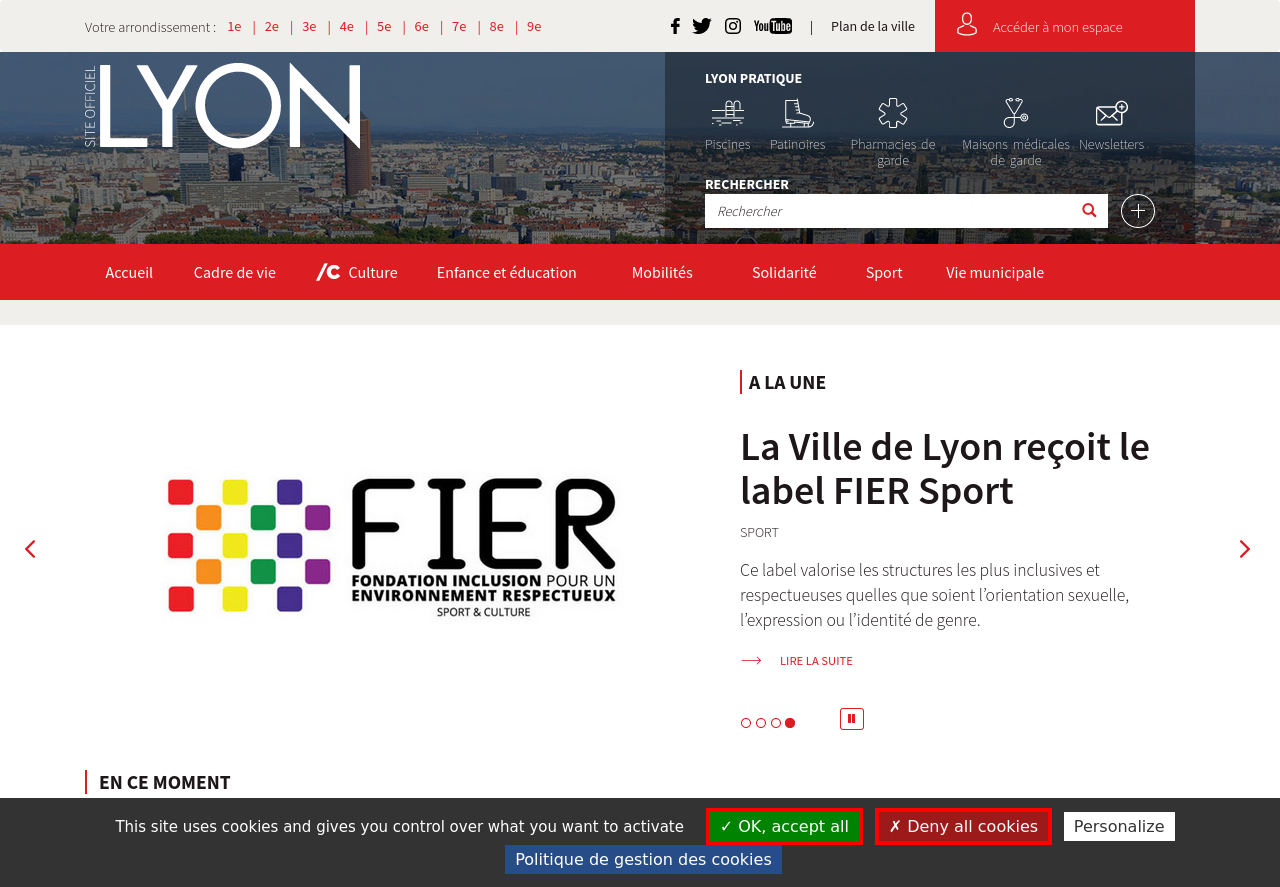 Votre arrondissement : 1e | 2e | 3e | 4e | 5e | 6e | 7e | 8e | 9e
YouTube | Plan de la ville
Accéder à mon espace
SITE OFFICIEL
LYON
LYON PRATIQUE
Piscines
Patinoires
Pharmacies de
garde
Maisons médicales
de garde
Newsletters
RECHERCHER
Rechercher
Accueil
Cadre de vie
/C Culture
Enfance et éducation
Mobilités
Solidarité
Sport
Vie municipale
FIER
FONDATION INCLUSION POUR UN
ENVIRONNEMENT RESPECTUEUX
SPORT & CULTURE
A LA UNE
La Ville de Lyon reçoit le
label FIER Sport
SPORT
Ce label valorise les structures les plus inclusives et
respectueuses quelles que soient l’orientation sexuelle,
l’expression ou l’identité de genre.
LIRE LA SUITE
EN CE MOMENT
This site uses cookies and gives you control over what you want to activate
✓ OK, accept all
✗ Deny all cookies
Personalize
Politique de gestion des cookies